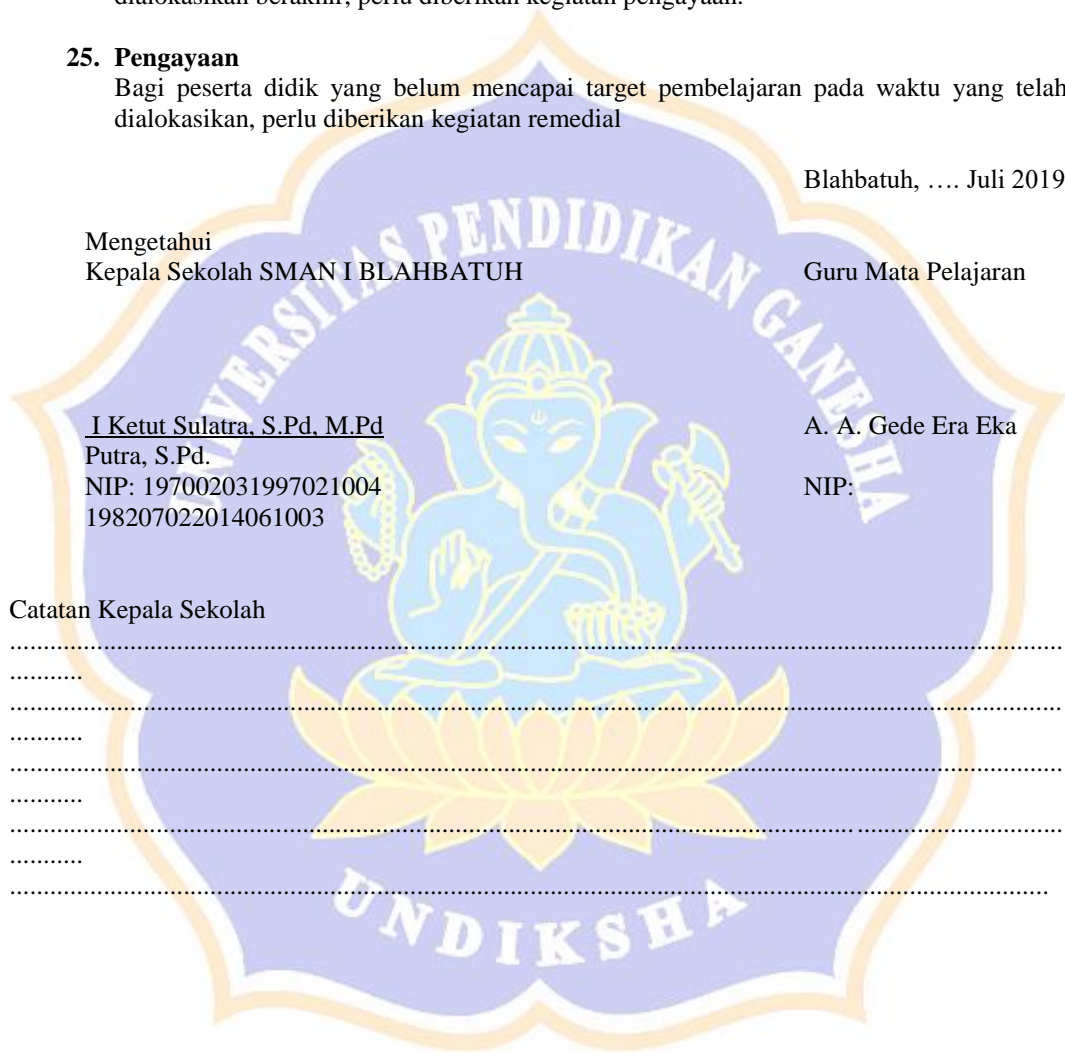 dialokasikan berakhir, perlu diberikan kegiatan pengayaan.
25. Pengayaan
Bagi peserta didik yang belum mencapai target pembelajaran pada waktu yang telah
dialokasikan, perlu diberikan kegiatan remedial
Blahbatuh, …. Juli 2019
Mengetahui
Kepala Sekolah SMAN I BLAHBATUH Guru Mata Pelajaran
I Ketut Sulatra, S.Pd, M.Pd A. A. Gede Era Eka
Putra, S.Pd.
NIP: 197002031997021004 NIP:
198207022014061003
Catatan Kepala Sekolah
UNIVERSITAS PENDIDIKAN GANESHA
UNDIKSHA